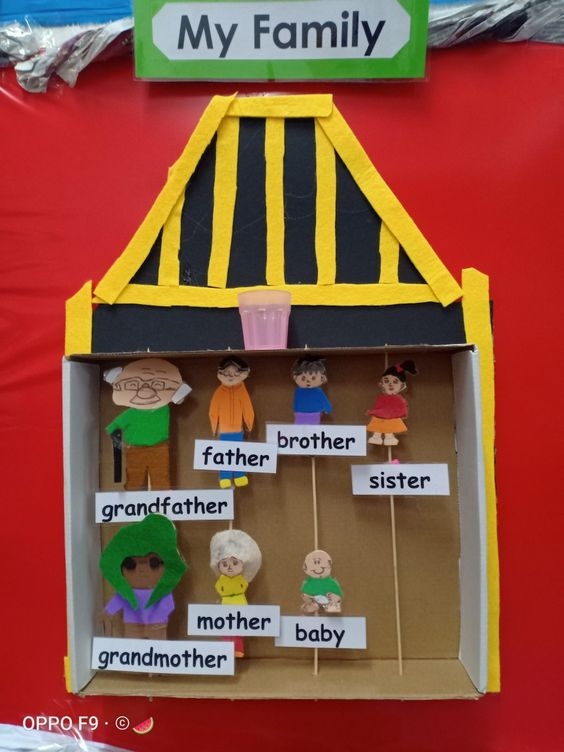 My Family
father
brother
sister
grandfather
mother
baby
grandmother
OPPO F9 · ©🍉